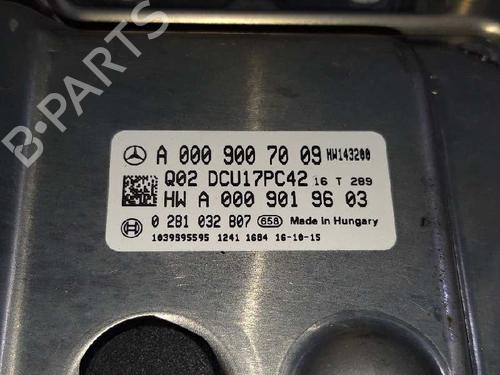 B-PARTS
A 000 900 70 09 HW143200
Q02 DCU17PC42 16 T 289
HW A 000 901 96 03
0 281 032 807 658 Made in Hungary
1039S95595 1241 1684 16-10-15